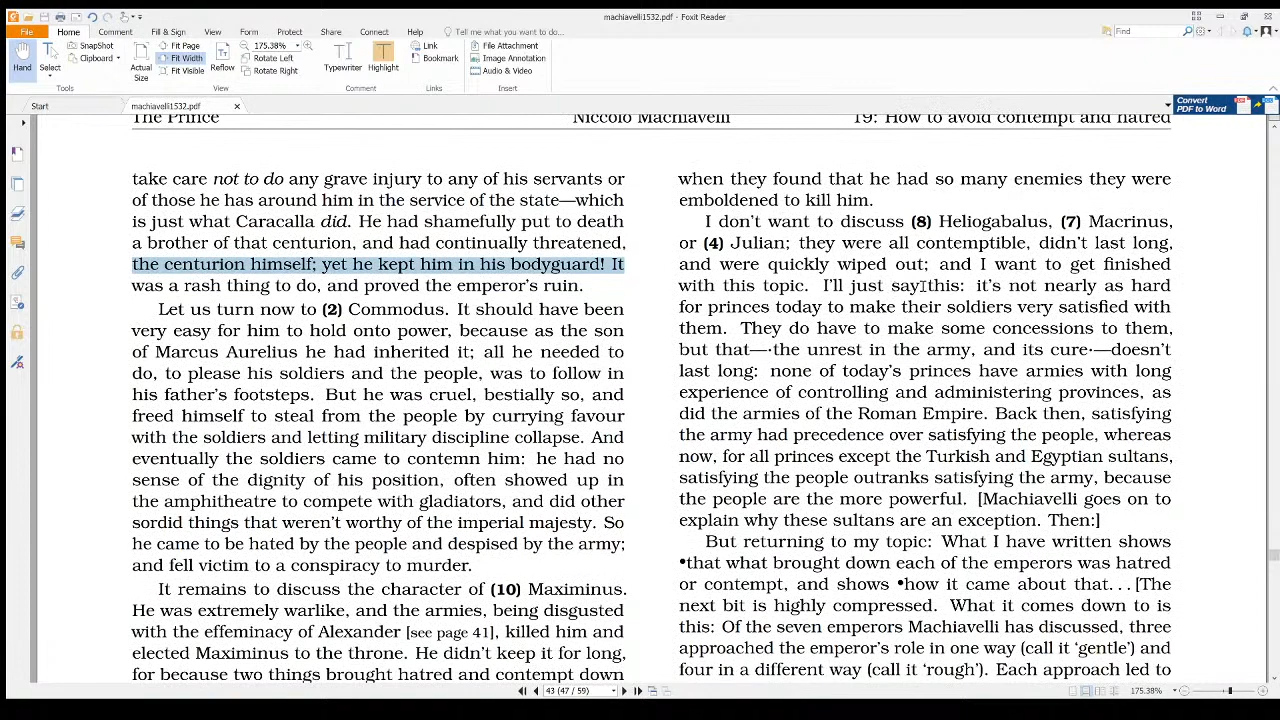 machiavelli1532.pdf - Foxit Reader
File Home Comment Fill & Sign View Form Protect Share Connect Help Tell me what you want to do... Find
Hand
Select
SnapShot
Clipboard
Tools
Actual Size
Fit Page
Fit Width
Fit Visible
Reflow
175.38%
Rotate Left
Rotate Right
View
Typewriter
Highlight
Comment
Link
Bookmark
Links
File Attachment
Image Annotation
Audio & Video
Insert
Start machiavelli1532.pdf
Convert
PDF to Word
The Prince Niccolò Machiavelli 19: How to avoid contempt and hatred
take care not to do any grave injury to any of his servants or
of those he has around him in the service of the state—which
is just what Caracalla did. He had shamefully put to death
a brother of that centurion, and had continually threatened,
the centurion himself; yet he kept him in his bodyguard! It
was a rash thing to do, and proved the emperor’s ruin.
Let us turn now to (2) Commodus. It should have been
very easy for him to hold onto power, because as the son
of Marcus Aurelius he had inherited it; all he needed to
do, to please his soldiers and the people, was to follow in
his father’s footsteps. But he was cruel, bestially so, and
freed himself to steal from the people by currying favour
with the soldiers and letting military discipline collapse. And
eventually the soldiers came to contemn him: he had no
sense of the dignity of his position, often showed up in
the amphitheatre to compete with gladiators, and did other
sordid things that weren’t worthy of the imperial majesty. So
he came to be hated by the people and despised by the army;
and fell victim to a conspiracy to murder.
It remains to discuss the character of (10) Maximinus.
He was extremely warlike, and the armies, being disgusted
with the effeminacy of Alexander [see page 41], killed him and
elected Maximinus to the throne. He didn’t keep it for long,
for because two things brought hatred and contempt down
when they found that he had so many enemies they were
emboldened to kill him.
I don’t want to discuss (8) Heliogabalus, (7) Macrinus,
or (4) Julian; they were all contemptible, didn’t last long,
and were quickly wiped out; and I want to get finished
with this topic. I’ll just say this: it’s not nearly as hard
for princes today to make their soldiers very satisfied with
them. They do have to make some concessions to them,
but that—·the unrest in the army, and its cure·—doesn’t
last long: none of today’s princes have armies with long
experience of controlling and administering provinces, as
did the armies of the Roman Empire. Back then, satisfying
the army had precedence over satisfying the people, whereas
now, for all princes except the Turkish and Egyptian sultans,
satisfying the people outranks satisfying the army, because
the people are the more powerful. [Machiavelli goes on to
explain why these sultans are an exception. Then:]
But returning to my topic: What I have written shows
•that what brought down each of the emperors was hatred
or contempt, and shows •how it came about that. . . [The
next bit is highly compressed. What it comes down to is
this: Of the seven emperors Machiavelli has discussed, three
approached the emperor’s role in one way (call it ‘gentle’) and
four in a different way (call it ‘rough’). Each approach led to
43 (47 / 59) 175.38%